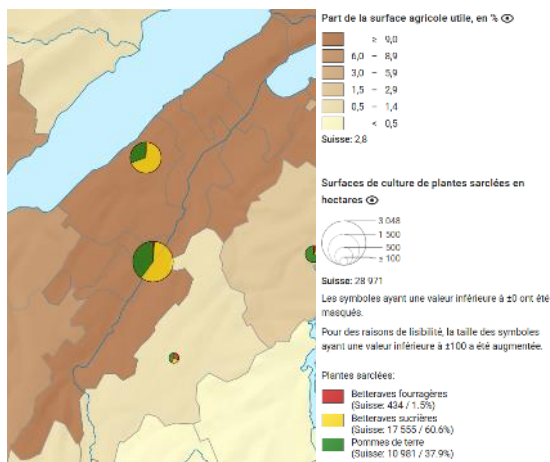 Part de la surface agricole utile, en %
≥ 9,0
6,0 – 8,9
3,0 – 5,9
1,5 – 2,9
0,5 – 1,4
< 0,5
Suisse: 2,8
Surfaces de culture de plantes sarclées en
hectares
3 048
1 500
500
≤ 100
Suisse: 28 971
Les symboles ayant une valeur inférieure à ±0 ont été
masqués.
Pour des raisons de lisibilité, la taille des symboles
ayant une valeur inférieure à ±100 a été augmentée.
Plantes sarclées:
Betteraves fourragères
(Suisse: 434 / 1.5%)
Betteraves sucrières
(Suisse: 17 555 / 60.6%)
Pommes de terre
(Suisse: 10 981 / 37.9%)